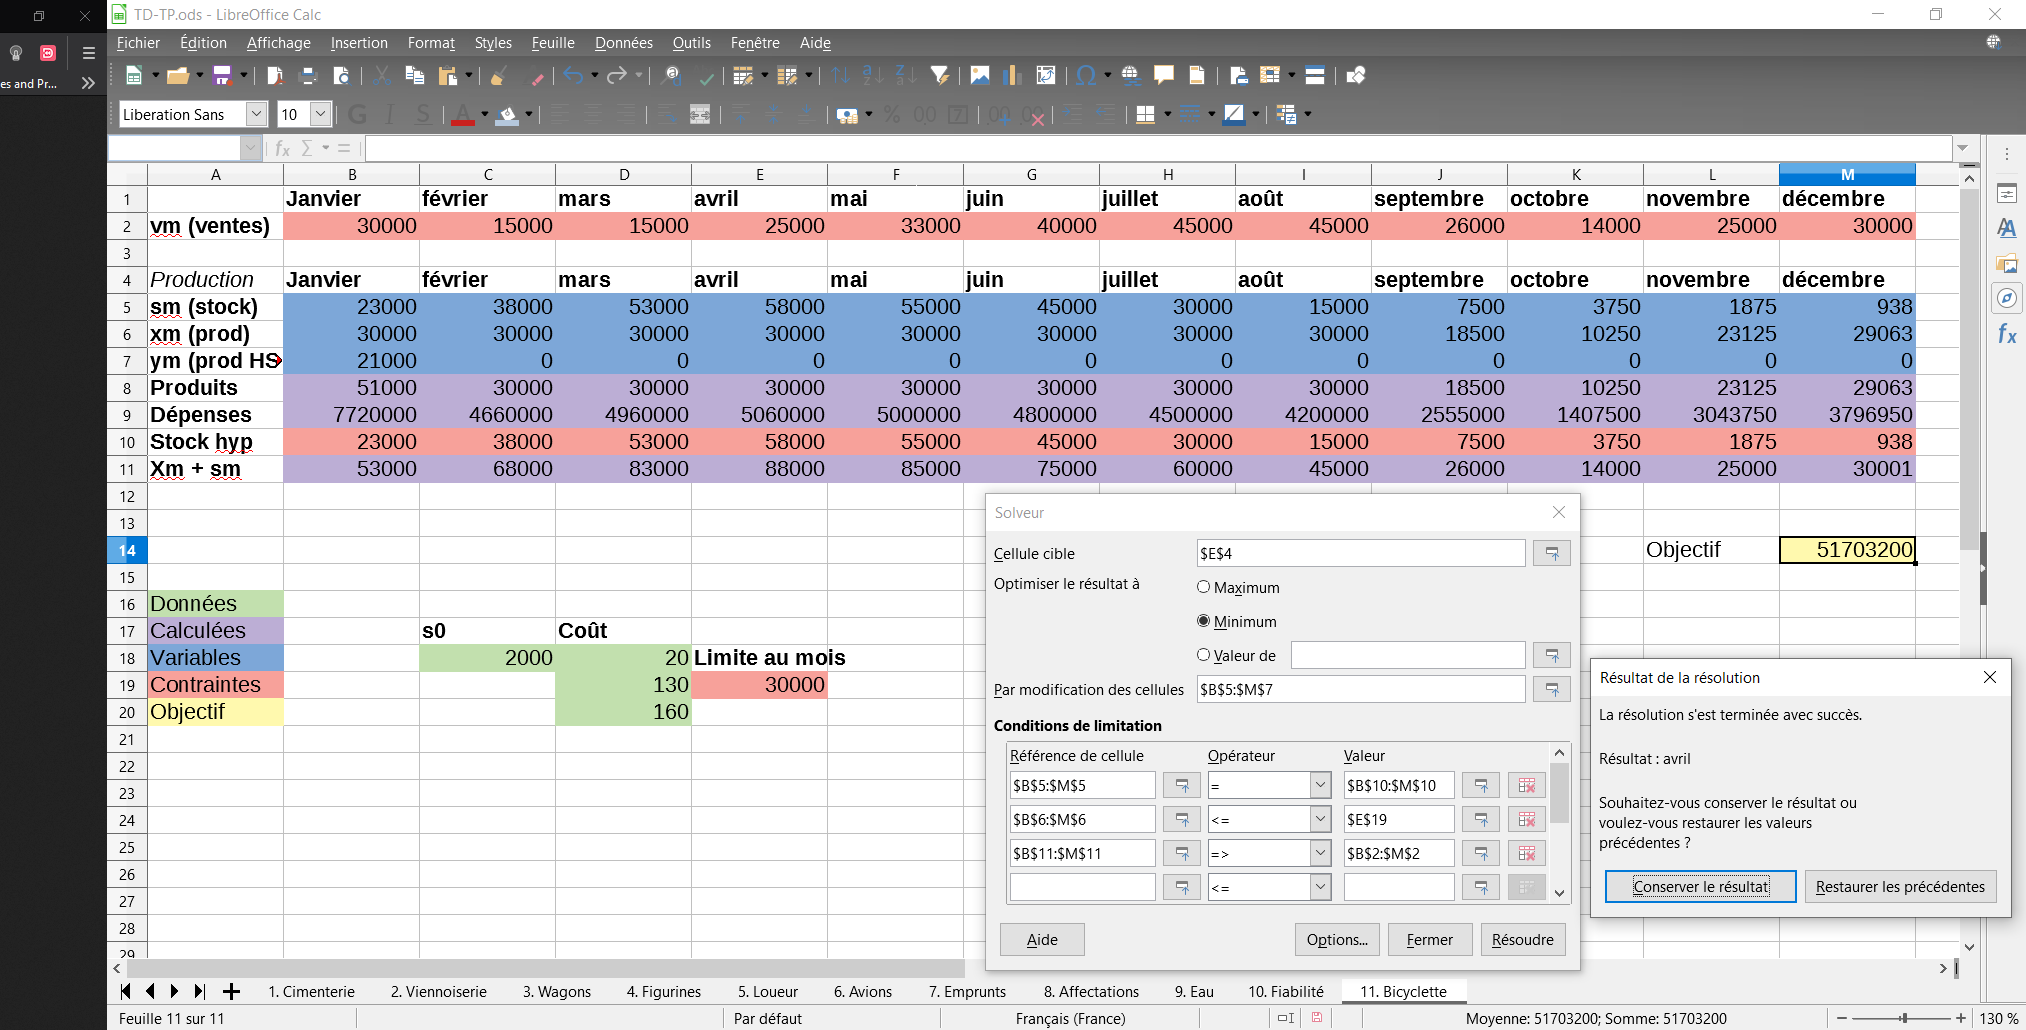 TD-TP.ods - LibreOffice Calc
Fichier Édition Affichage Insertion Format Styles Feuille Données Outils Fenêtre Aide
es and Pr...
Liberation Sans 10
A B C D E F G H I J K L M
1 Janvier février mars avril mai juin juillet août septembre octobre novembre décembre
2 vm (ventes) 30000 15000 15000 25000 33000 40000 45000 45000 26000 14000 25000 30000
3
4 Production Janvier février mars avril mai juin juillet août septembre octobre novembre décembre
5 sm (stock) 23000 38000 53000 58000 55000 45000 30000 15000 7500 3750 1875 938
6 xm (prod) 30000 30000 30000 30000 30000 30000 30000 30000 18500 10250 23125 29063
7 ym (prod HS 21000 0 0 0 0 0 0 0 0 0 0 0
8 Produits 51000 30000 30000 30000 30000 30000 30000 30000 18500 10250 23125 29063
9 Dépenses 7720000 4660000 4960000 5060000 5000000 4800000 4500000 4200000 2555000 1407500 3043750 3796950
10 Stock hyp 23000 38000 53000 58000 55000 45000 30000 15000 7500 3750 1875 938
11 Xm + sm 53000 68000 83000 88000 85000 75000 60000 45000 26000 14000 25000 30001
12
13
14 Objectif 51703200
15
16 Données
17 Calculées s0 Coût
18 Variables 2000 20 Limite au mois
19 Contraintes 130 30000
20 Objectif 160
21
22
23
24
25
26
27
28
29
Solveur
Cellule cible $E$4
Optimiser le résultat à Maximum
Minimum
Valeur de
Par modification des cellules $B$5:$M$7
Conditions de limitation
Référence de cellule Opérateur Valeur
$B$5:$M$5 = $B$10:$M$10
$B$6:$M$6 <= $E$19
$B$11:$M$11 => $B$2:$M$2
<=
Aide Options... Fermer Résoudre
Résultat de la résolution
La résolution s'est terminée avec succès.
Résultat : avril
Souhaitez-vous conserver le résultat ou
voulez-vous restaurer les valeurs
précédentes ?
Conserver le résultat Restaurer les précédentes
1. Cimenterie 2. Viennoiserie 3. Wagons 4. Figurines 5. Loueur 6. Avions 7. Emprunts 8. Affectations 9. Eau 10. Fiabilité 11. Bicyclette
Feuille 11 sur 11 Par défaut Français (France) Moyenne: 51703200; Somme: 51703200 130 %